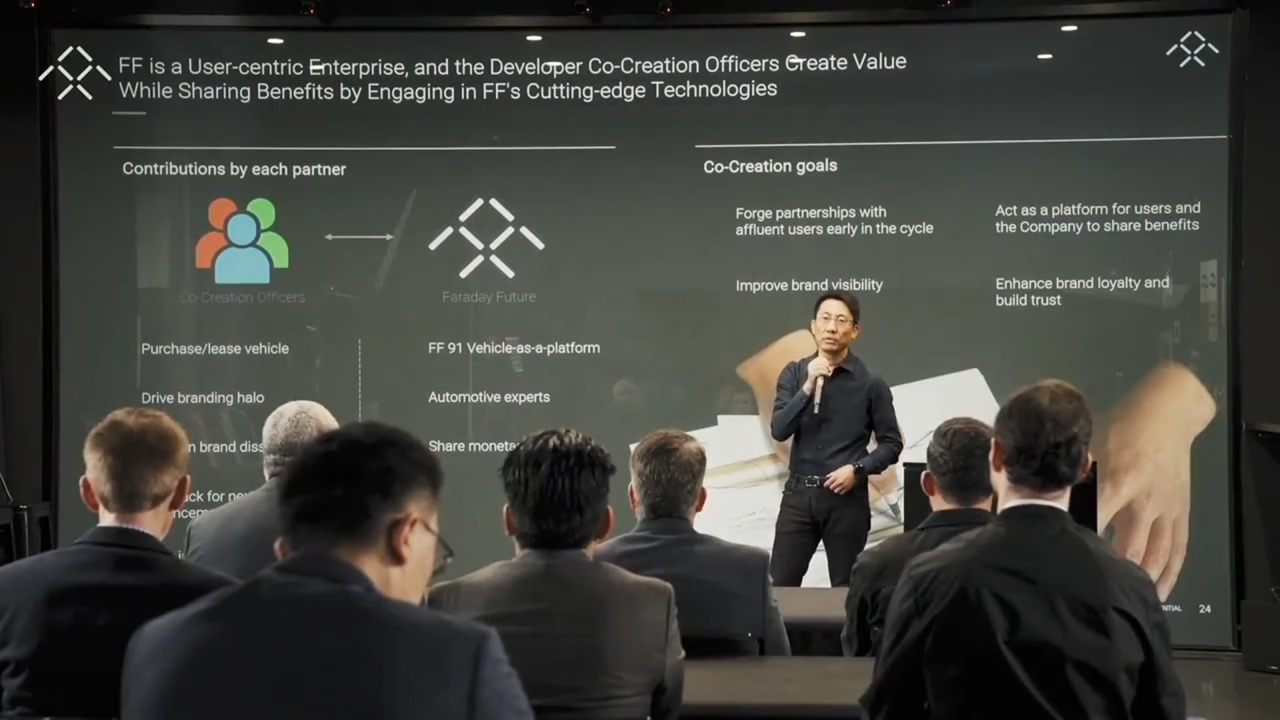 FF is a User-centric Enterprise, and the Developer Co-Creation Officers Create Value
While Sharing Benefits by Engaging in FF's Cutting-edge Technologies
Contributions by each partner
Co-Creation Officers
Faraday Future
Purchase/lease vehicle
FF 91 Vehicle-as-a-platform
Drive branding halo
Automotive experts
brand
Share
for
Co-Creation goals
Forge partnerships with
affluent users early in the cycle
Act as a platform for users and
the Company to share benefits
Improve brand visibility
Enhance brand loyalty and
build trust
24